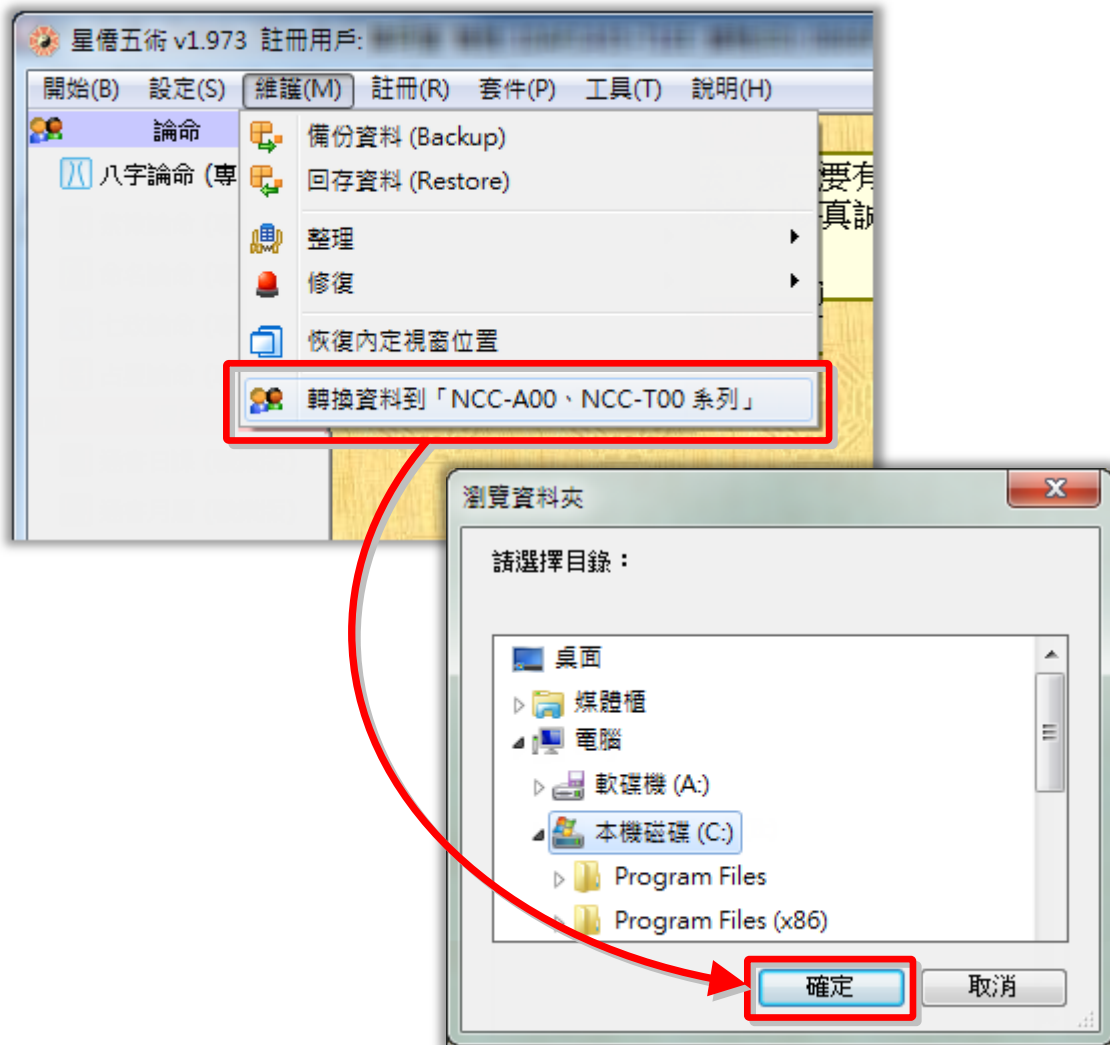 星僑五術 v1.973 註冊用戶:
開始(B) 設定(S) 維護(M) 註冊(R) 套件(P) 工具(T) 說明(H)
論命
八字論命 (專
備份資料 (Backup)
回存資料 (Restore)
整理
修復
恢復內定視窗位置
轉換資料到「NCC-A00、NCC-T00 系列」
要有
真誠
瀏覽資料夾
請選擇目錄：
桌面
媒體櫃
電腦
軟碟機 (A:)
本機磁碟 (C:)
Program Files
Program Files (x86)
確定 取消